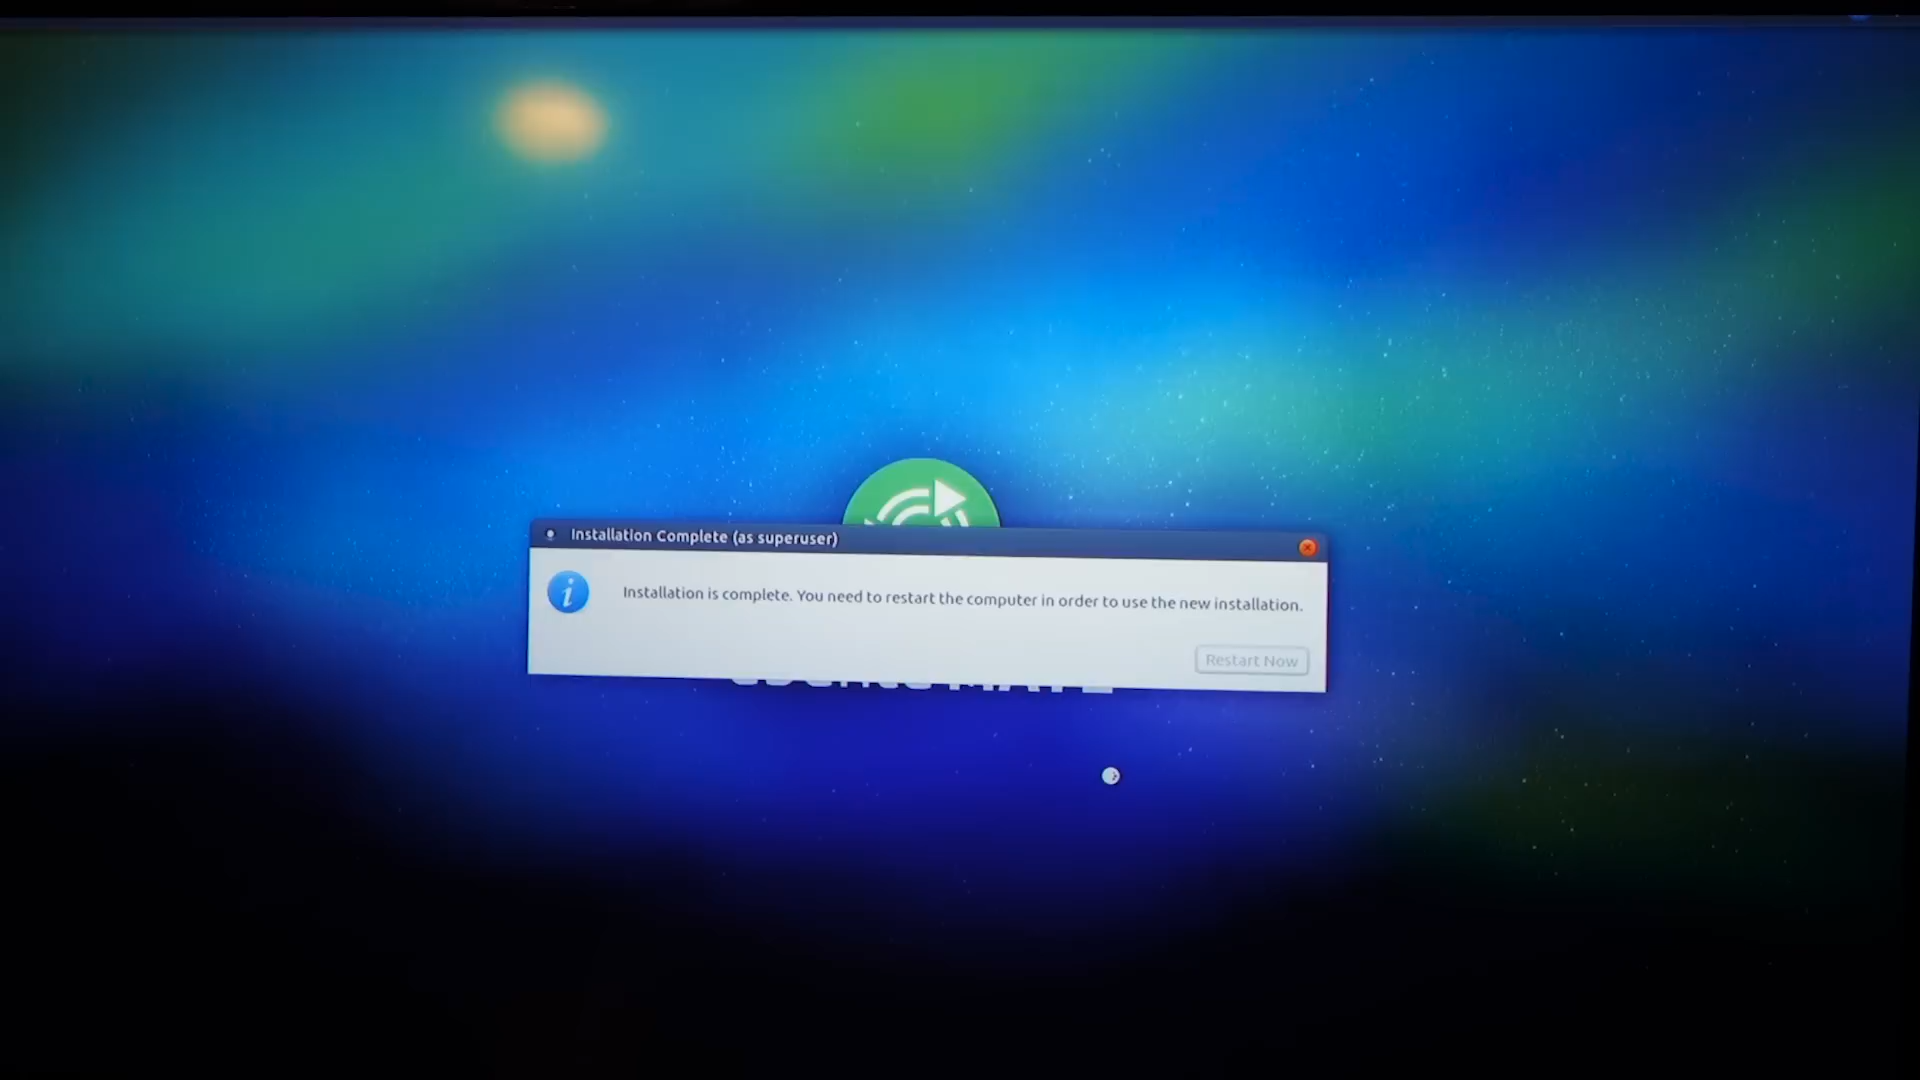 Installation Complete (as superuser)
Installation is complete. You need to restart the computer in order to use the new installation.
Restart Now